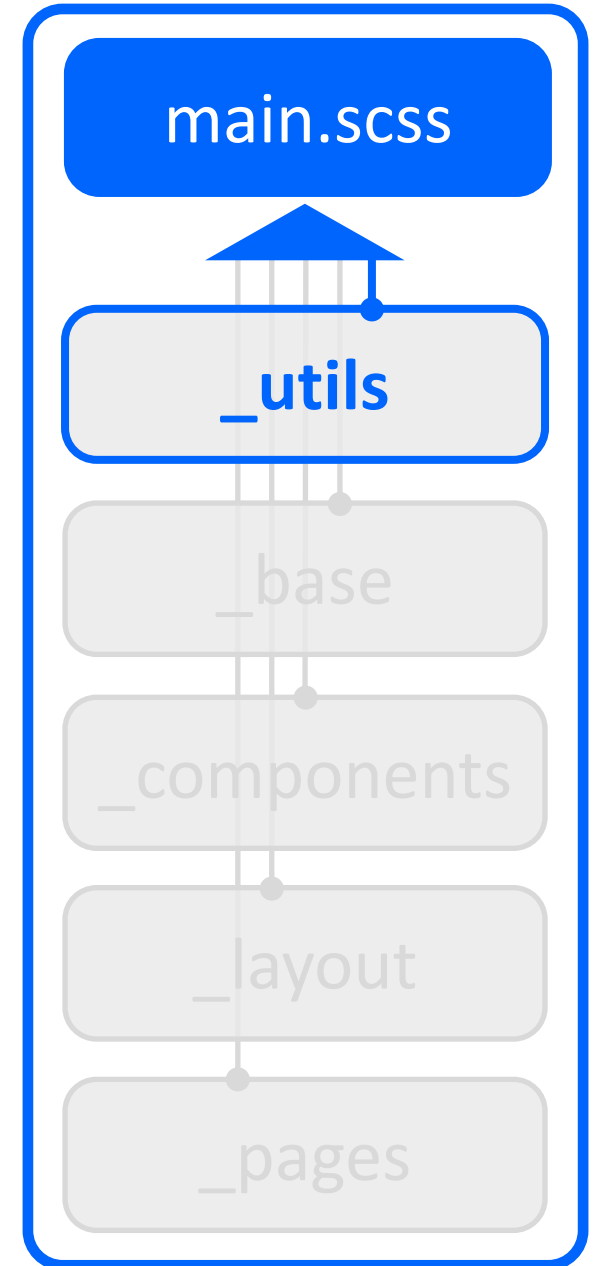 main.scss
_utils
_base
_components
_layout
_pages